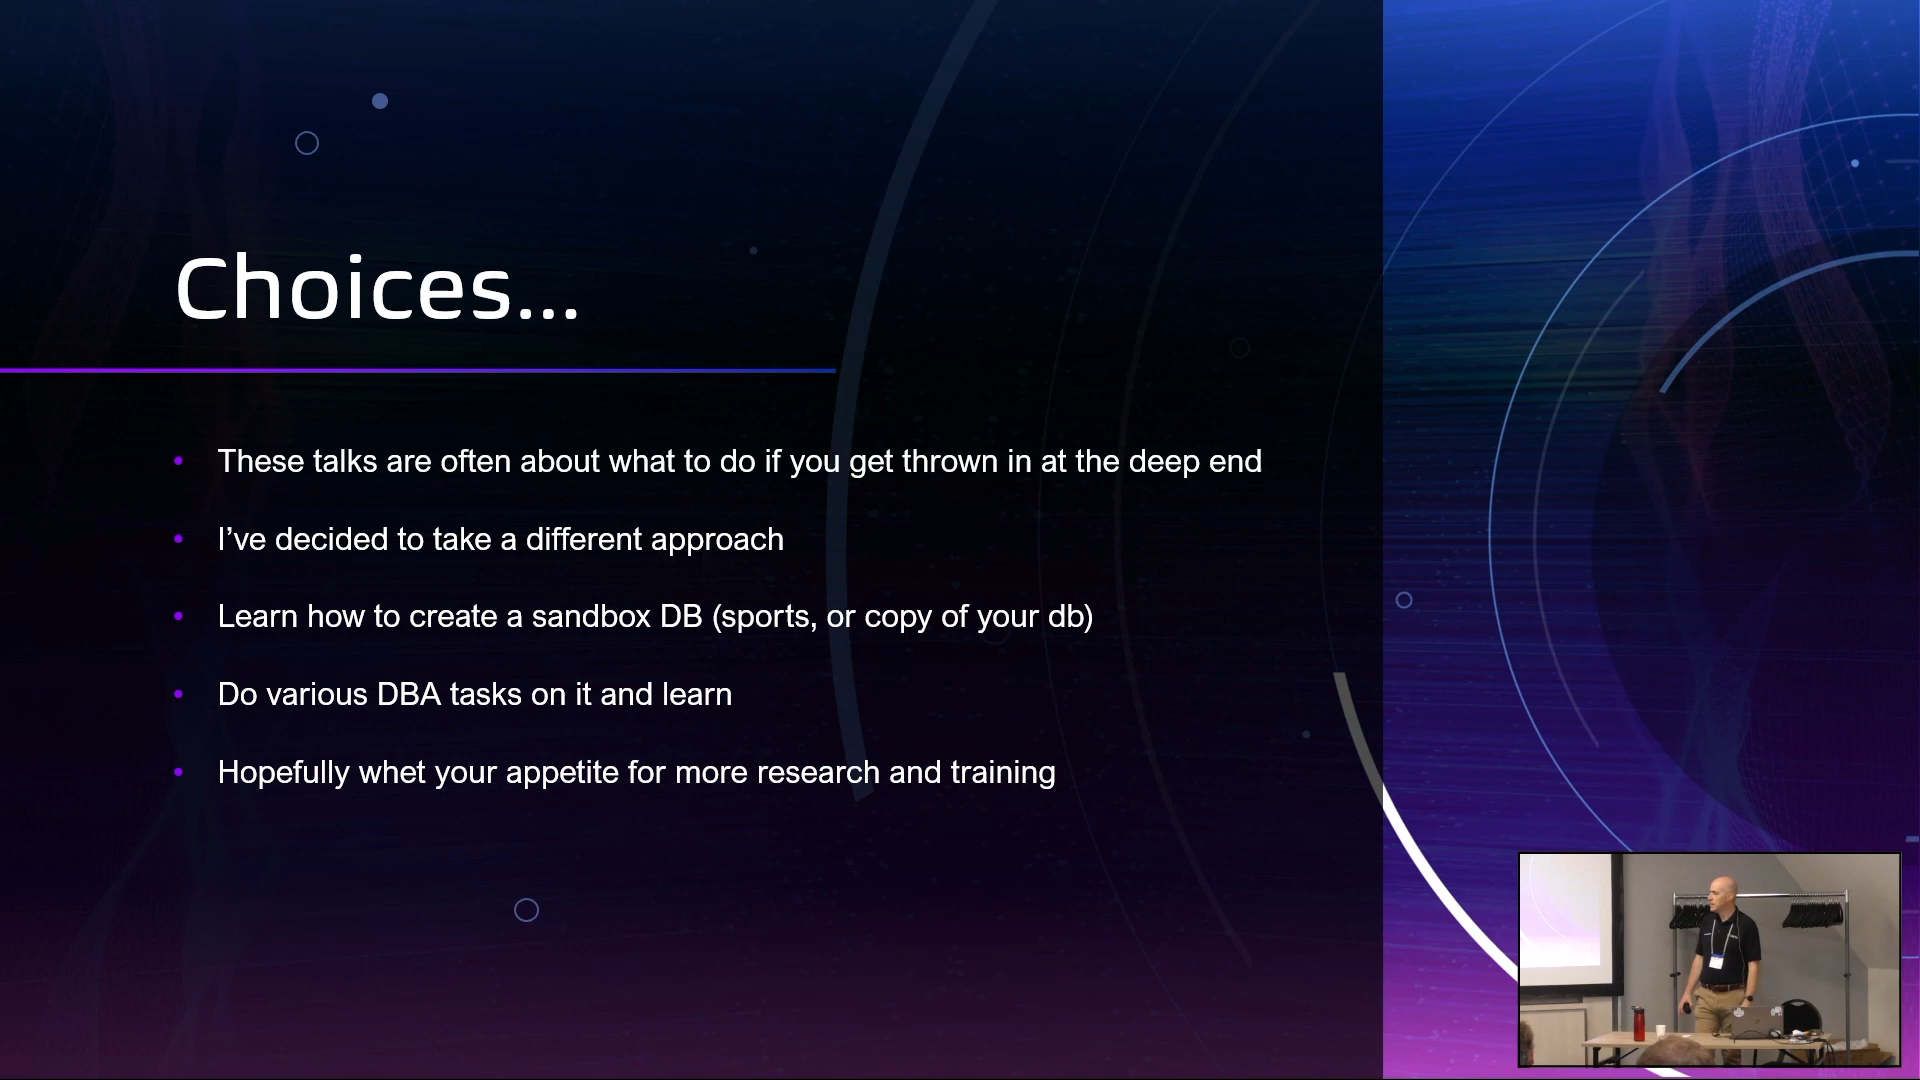 Choices...
These talks are often about what to do if you get thrown in at the deep end
I’ve decided to take a different approach
Learn how to create a sandbox DB (sports, or copy of your db)
Do various DBA tasks on it and learn
Hopefully whet your appetite for more research and training